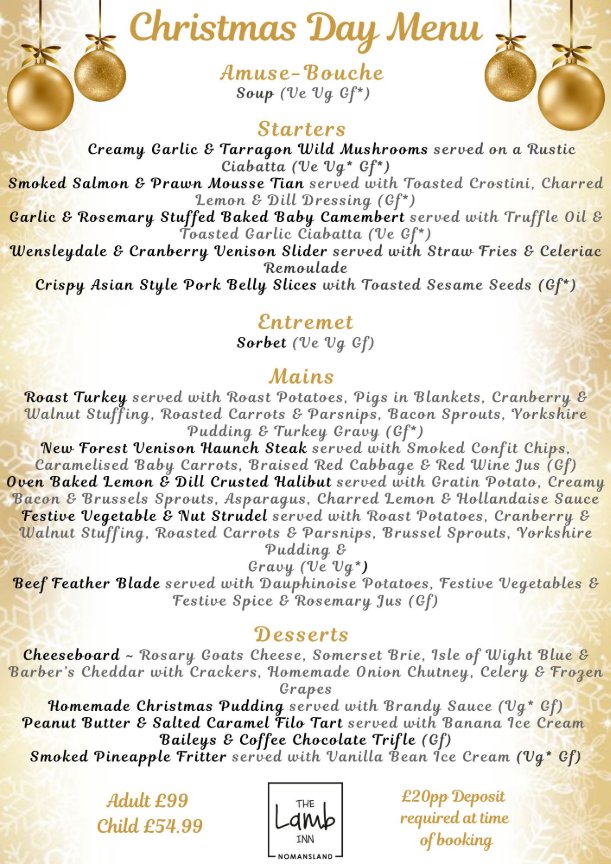 Christmas Day Menu
Amuse-Bouche
Soup (Ve Vg Gf*)
Starters
Creamy Garlic & Tarragon Wild Mushrooms served on a Rustic
Ciabatta (Ve Vg* Gf*)
Smoked Salmon & Prawn Mousse Tian served with Toasted Crostini, Charred
Lemon & Dill Dressing (Gf*)
Garlic & Rosemary Stuffed Baked Baby Camembert served with Truffle Oil &
Toasted Garlic Ciabatta (Ve Gf*)
Wensleydale & Cranberry Venison Slider served with Straw Fries & Celeriac
Remoulade
Crispy Asian Style Pork Belly Slices with Toasted Sesame Seeds (Gf*)
Entremet
Sorbet (Ve Vg Gf)
Mains
Roast Turkey served with Roast Potatoes, Pigs in Blankets, Cranberry &
Walnut Stuffing, Roasted Carrots & Parsnips, Bacon Sprouts, Yorkshire
Pudding & Turkey Gravy (Gf*)
New Forest Venison Haunch Steak served with Smoked Confit Chips,
Caramelised Baby Carrots, Braised Red Cabbage & Red Wine Jus (Gf)
Oven Baked Lemon & Dill Crusted Halibut served with Gratin Potato, Creamy
Bacon & Brussels Sprouts, Asparagus, Charred Lemon & Hollandaise Sauce
Festive Vegetable & Nut Strudel served with Roast Potatoes, Cranberry &
Walnut Stuffing, Roasted Carrots & Parsnips, Brussel Sprouts, Yorkshire
Pudding &
Gravy (Ve Vg*)
Beef Feather Blade served with Dauphinoise Potatoes, Festive Vegetables &
Festive Spice & Rosemary Jus (Gf)
Desserts
Cheeseboard ~ Rosary Goats Cheese, Somerset Brie, Isle of Wight Blue &
Barber's Cheddar with Crackers, Homemade Onion Chutney, Celery & Frozen
Grapes
Homemade Christmas Pudding served with Brandy Sauce (Vg* Gf)
Peanut Butter & Salted Caramel Filo Tart served with Banana Ice Cream
Baileys & Coffee Chocolate Trifle (Gf)
Smoked Pineapple Fritter served with Vanilla Bean Ice Cream (Vg* Gf)
Adult £99
Child £54.99
THE
Lamb
INN
NOMANSLAND
£20pp Deposit
required at time
of booking